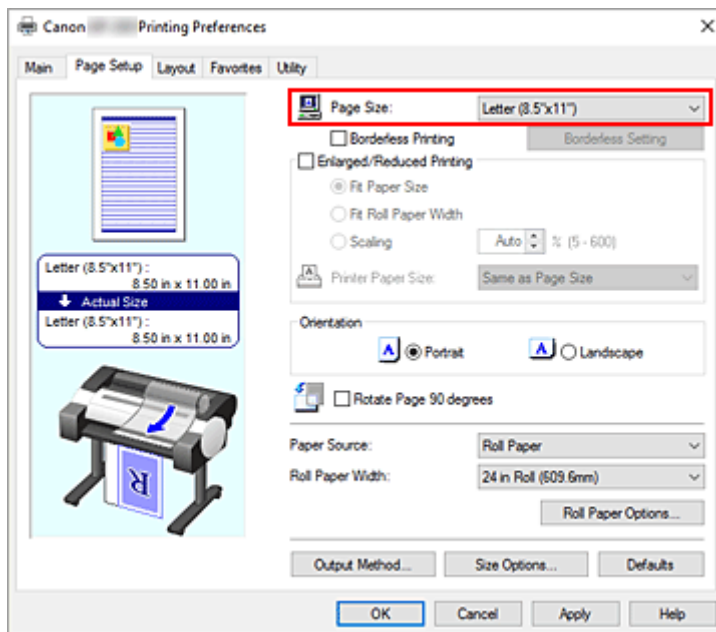 Canon Printing Preferences
Main Page Setup Layout Favorites Utility
Page Size: Letter (8.5"x11")
Borderless Printing Borderless Setting
Enlarged/Reduced Printing
Fit Paper Size
Fit Roll Paper Width
Scaling Auto % (5 - 600)
Printer Paper Size: Same as Page Size
Letter (8.5"x11") :
8.50 in x 11.00 in
Actual Size
Letter (8.5"x11") :
8.50 in x 11.00 in
Orientation
A Portrait A Landscape
Rotate Page 90 degrees
Paper Source: Roll Paper
Roll Paper Width: 24 in Roll (609.6mm)
Roll Paper Options...
R
Output Method... Size Options... Defaults
OK Cancel Apply Help